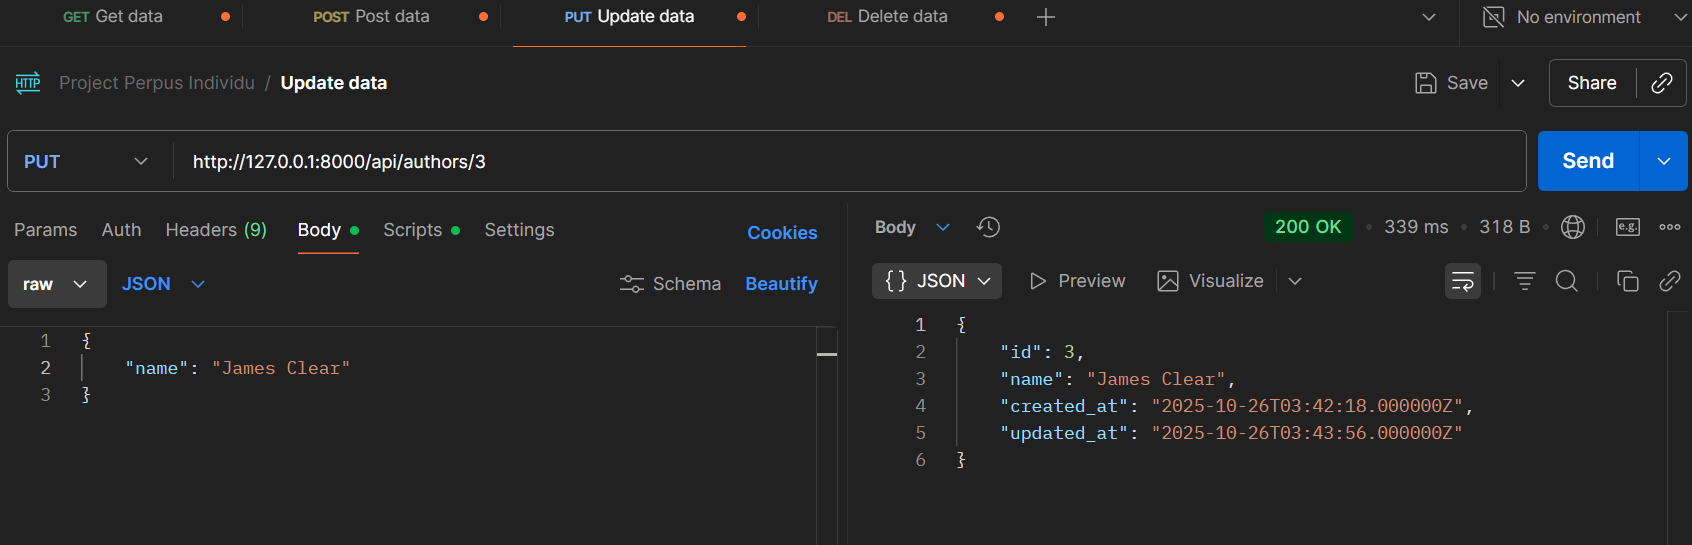 GET Get data POST Post data PUT Update data DEL Delete data No environment
HTTP Project Perpus Individu / Update data Save Share
PUT http://127.0.0.1:8000/api/authors/3 Send
Params Auth Headers (9) Body Scripts Settings Cookies
raw JSON Schema Beautify
1 {
2 "name": "James Clear"
3 }
Body 200 OK • 339 ms • 318 B • e.g.
{} JSON Preview Visualize
1 {
2 "id": 3,
3 "name": "James Clear",
4 "created_at": "2025-10-26T03:42:18.000000Z",
5 "updated_at": "2025-10-26T03:43:56.000000Z"
6 }